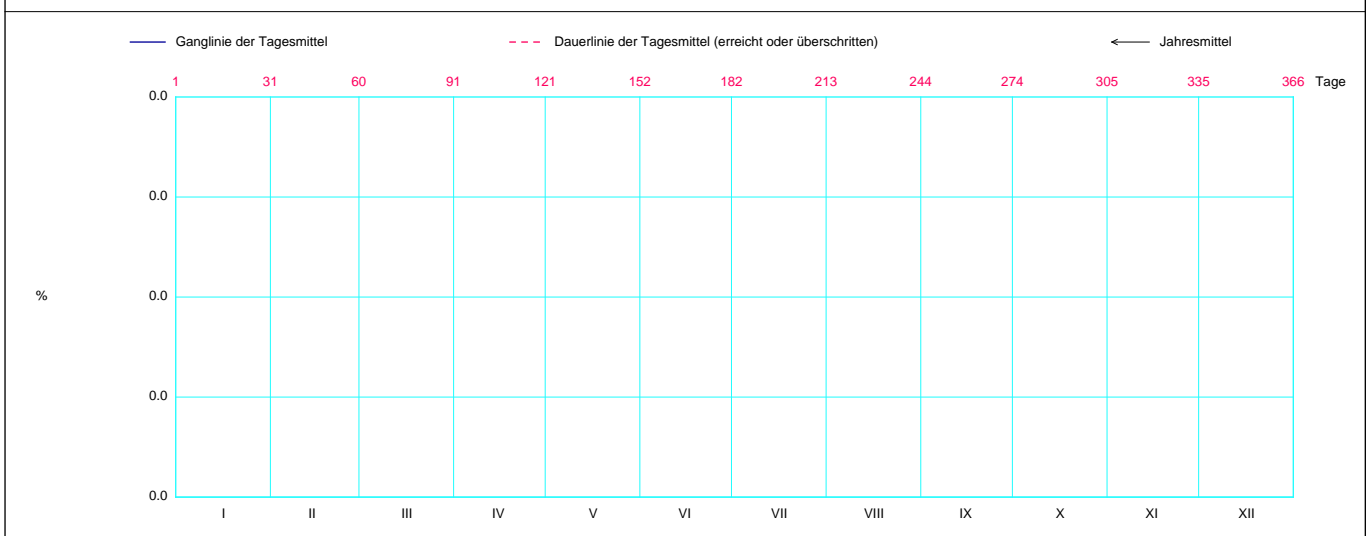 Ganglinie der Tagesmittel Dauerlinie der Tagesmittel (erreicht oder überschritten) Jahresmittel
1 31 60 91 121 152 182 213 244 274 305 335 366 Tage
0.0
0.0
% 0.0
0.0
0.0
I II III IV V VI VII VIII IX X XI XII